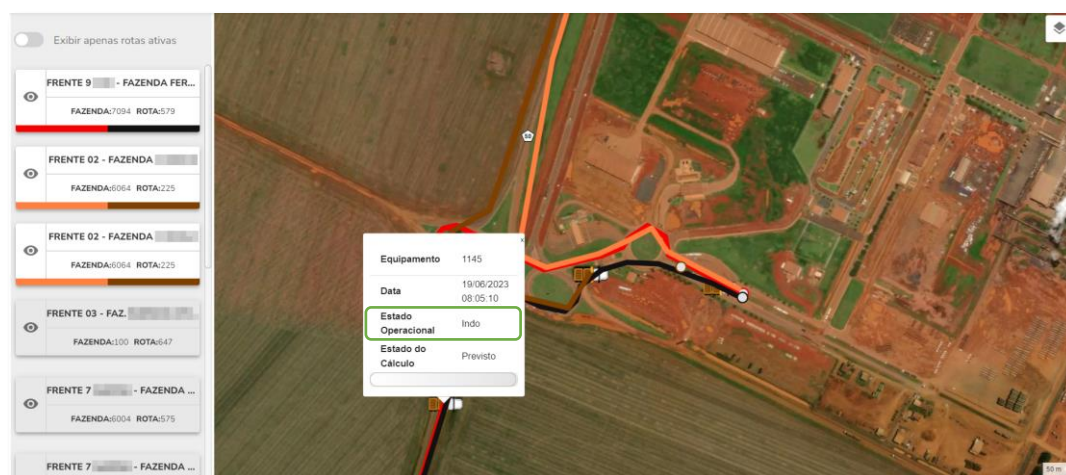 Exibir apenas rotas ativas
FRENTE 9 - FAZENDA FER...
FAZENDA:7094 ROTA:579
FRENTE 02 - FAZENDA
FAZENDA:6064 ROTA:225
FRENTE 02 - FAZENDA
FAZENDA:6064 ROTA:225
FRENTE 03 - FAZ.
FAZENDA:100 ROTA:647
FRENTE 7 - FAZENDA ...
FAZENDA:6004 ROTA:575
FRENTE 7 - FAZENDA ...
50
x
Equipamento 1145
Data 19/06/2023
08:05:10
Estado
Operacional Indo
Estado do
Cálculo Previsto
50 m